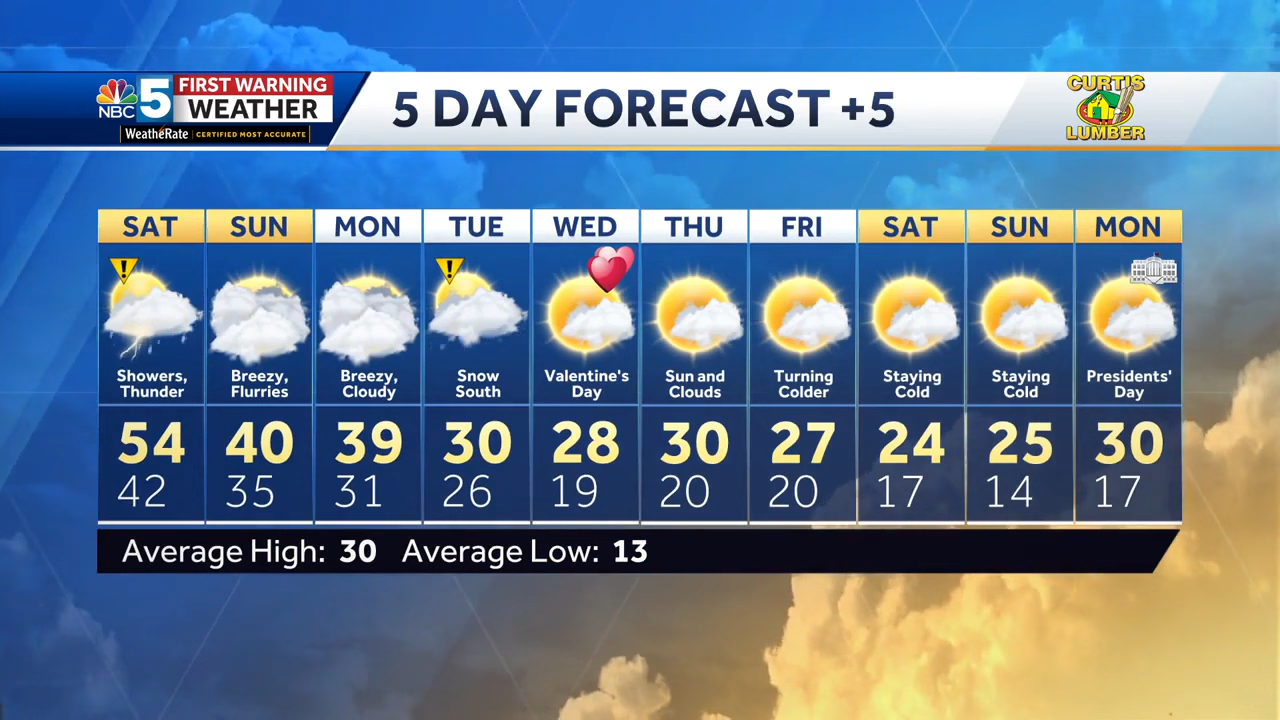 NBC 5 FIRST WARNING
WEATHER
WeatheRate CERTIFIED MOST ACCURATE
5 DAY FORECAST +5
CURTIS
LUMBER
SAT SUN MON TUE WED THU FRI SAT SUN MON
! !
Showers, Breezy, Breezy, Snow Valentine's Sun and Turning Staying Staying Presidents'
Thunder Flurries Cloudy South Day Clouds Colder Cold Cold Day
54 40 39 30 28 30 27 24 25 30
42 35 31 26 19 20 20 17 14 17
Average High: 30 Average Low: 13